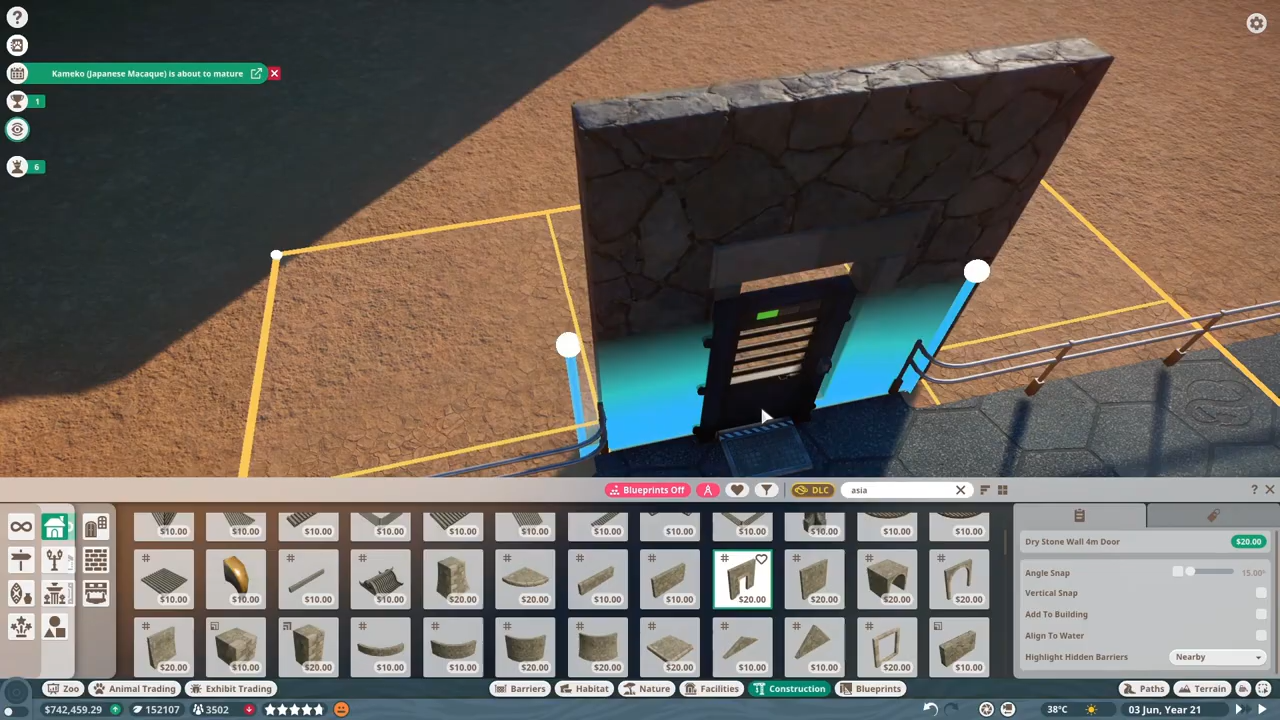 ?
Kameko (Japanese Macaque) is about to mature
1
6
Blueprints Off
DLC
asia
?
$10.00 $10.00 $10.00 $10.00 $10.00 $10.00 $10.00 $10.00 $10.00 $10.00 $10.00 $10.00
$10.00 $10.00 $10.00 $10.00 $20.00 $20.00 $10.00 $10.00 $20.00 $20.00 $20.00 $10.00
$20.00 $20.00 $20.00 $10.00 $10.00 $20.00 $20.00 $20.00 $10.00 $10.00 $20.00 $10.00
Dry Stone Wall 4m Door $20.00
Angle Snap 15.00°
Vertical Snap
Add To Building
Align To Water
Highlight Hidden Barriers Nearby
Zoo Animal Trading Exhibit Trading Barriers Habitat Nature Facilities Construction Blueprints Paths Terrain
$742,459.29 152107 3502 38°C 03 Jun, Year 21